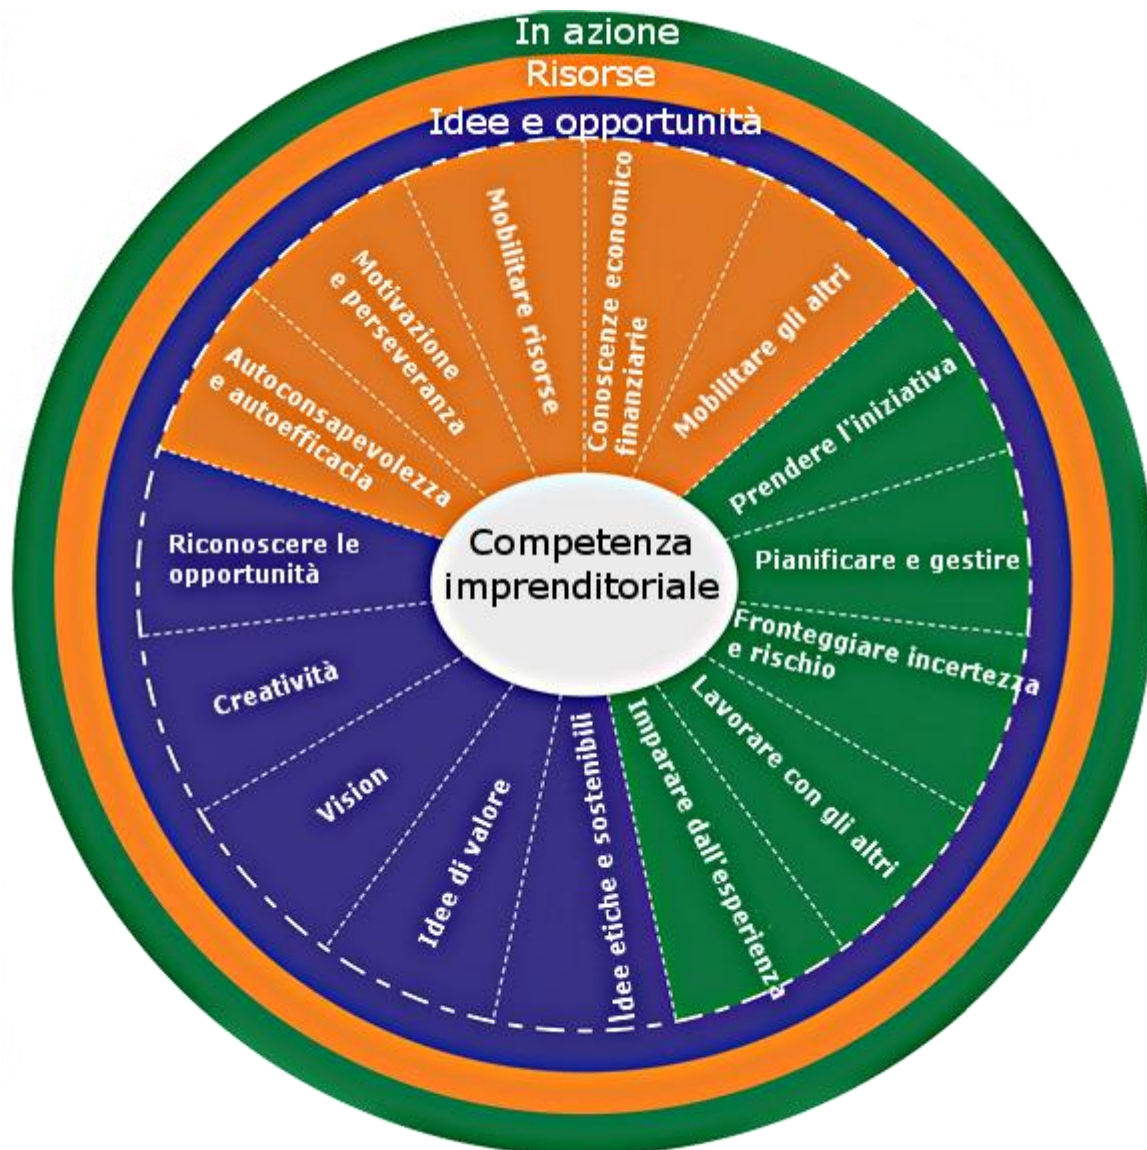 In azione
Risorse
Idee e opportunità
Conoscenze economico
finanziarie
Mobilitare gli altri
Prendere l'iniziativa
Pianificare e gestire
Fronteggiare incertezza
e rischio
Lavorare con gli altri
Imparare dall'esperienza
Idee etiche e sostenibili
Idee di valore
Vision
Creatività
Riconoscere le
opportunità
Autoconsapevolezza
e autoefficacia
Motivazione
e perseveranza
Mobilitare risorse
Competenza
imprenditoriale